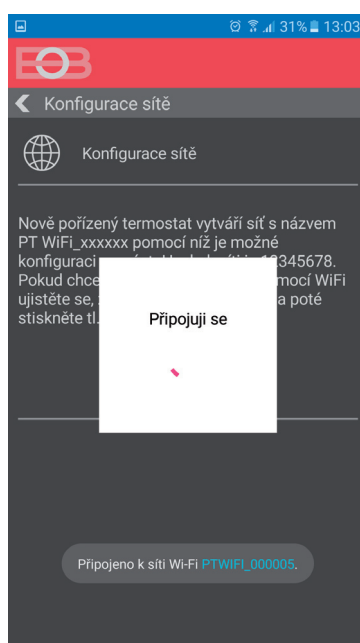 31% 13:03
EOB
Konfigurace sítě
Konfigurace sítě
Nově pořízený termostat vytváří síť s názvem
PT WiFi_xxxxxx pomocí níž je možné
konfiguraci 12345678.
Pokud chce mocí WiFi
ujistěte se, a poté
stiskněte tl.
Připojuji se
Připojeno k síti Wi-Fi PTWIFI_000005.